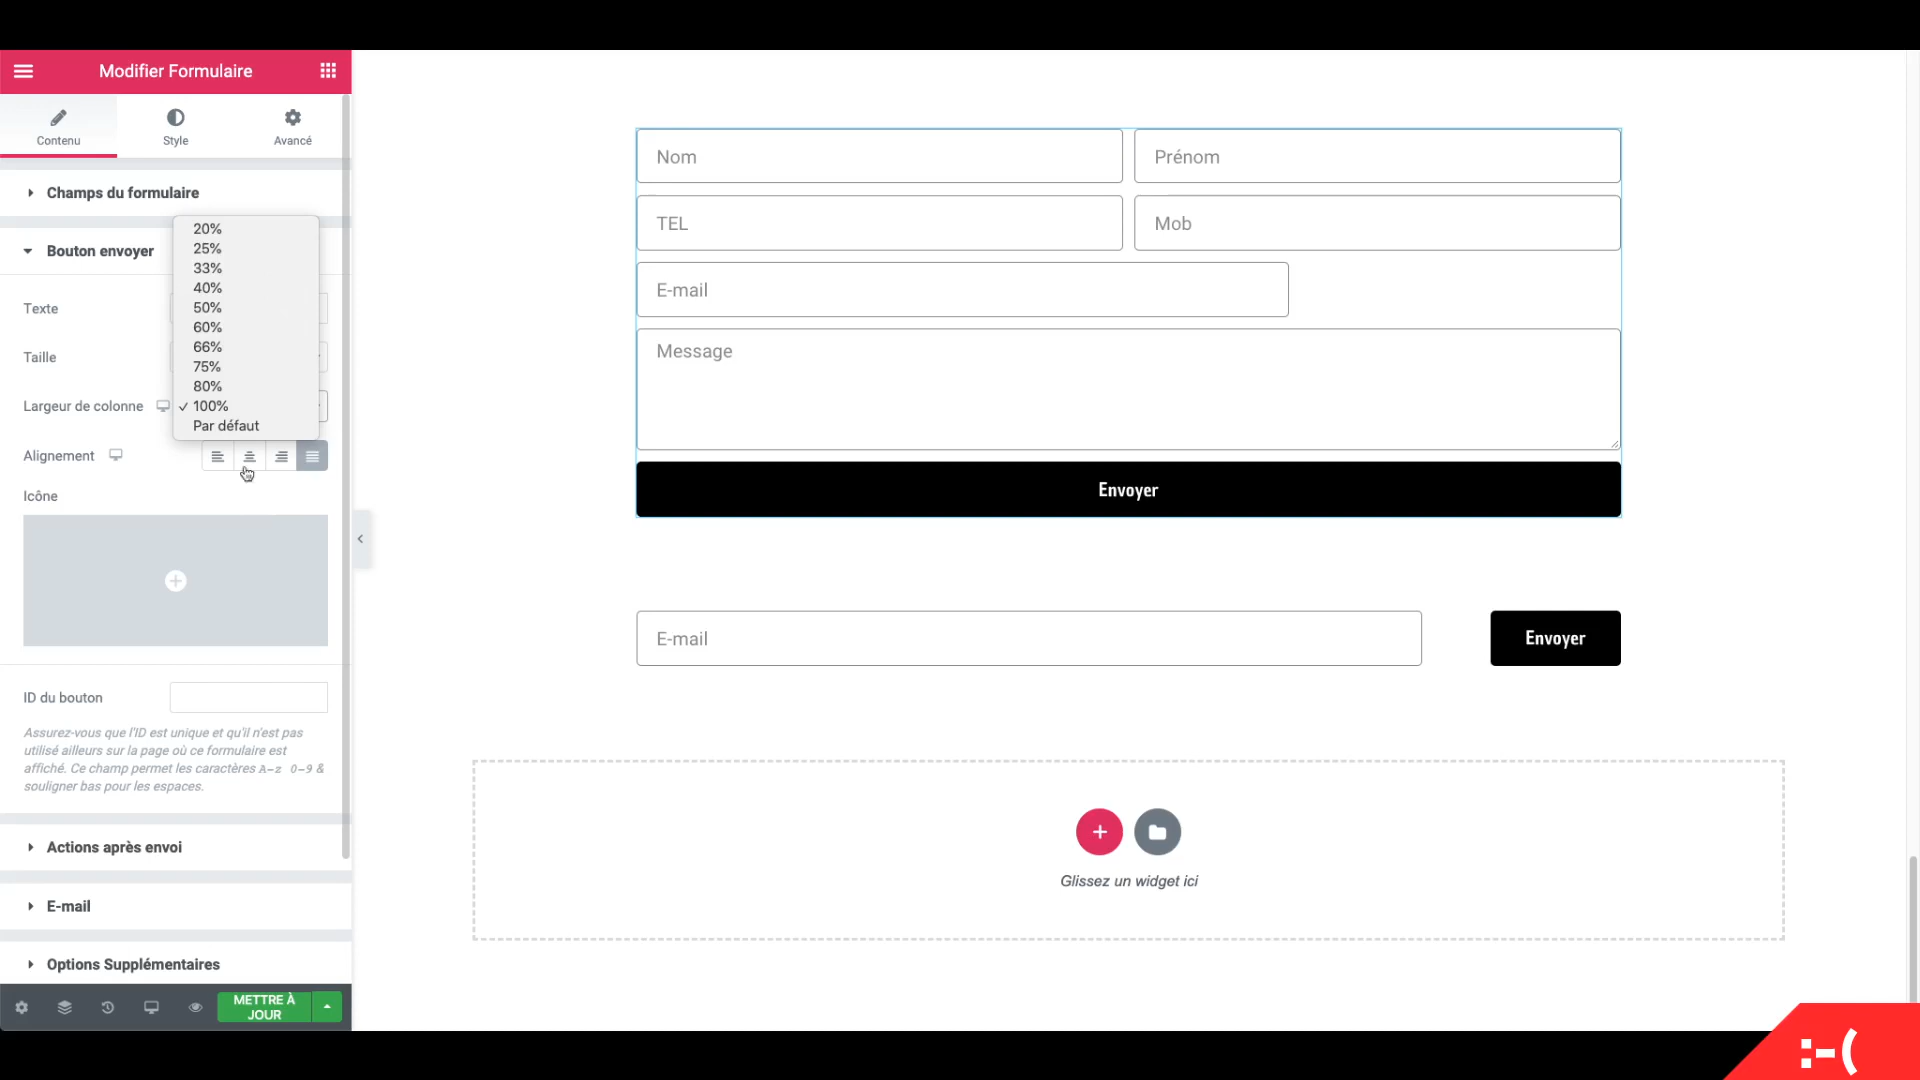 Modifier Formulaire
Contenu
Style
Avancé
Champs du formulaire
Bouton envoyer
20%
25%
33%
40%
50%
60%
66%
75%
80%
✓ 100%
Par défaut
Texte
Taille
Largeur de colonne
Alignement
Icône
ID du bouton
Assurez-vous que l'ID est unique et qu'il n'est pas
utilisé ailleurs sur la page où ce formulaire est
affiché. Ce champ permet les caractères A-z 0-9 &
souligner bas pour les espaces.
Actions après envoi
E-mail
Options Supplémentaires
METTRE À
JOUR
Nom
Prénom
TEL
Mob
E-mail
Message
Envoyer
E-mail
Envoyer
Glissez un widget ici
:-(